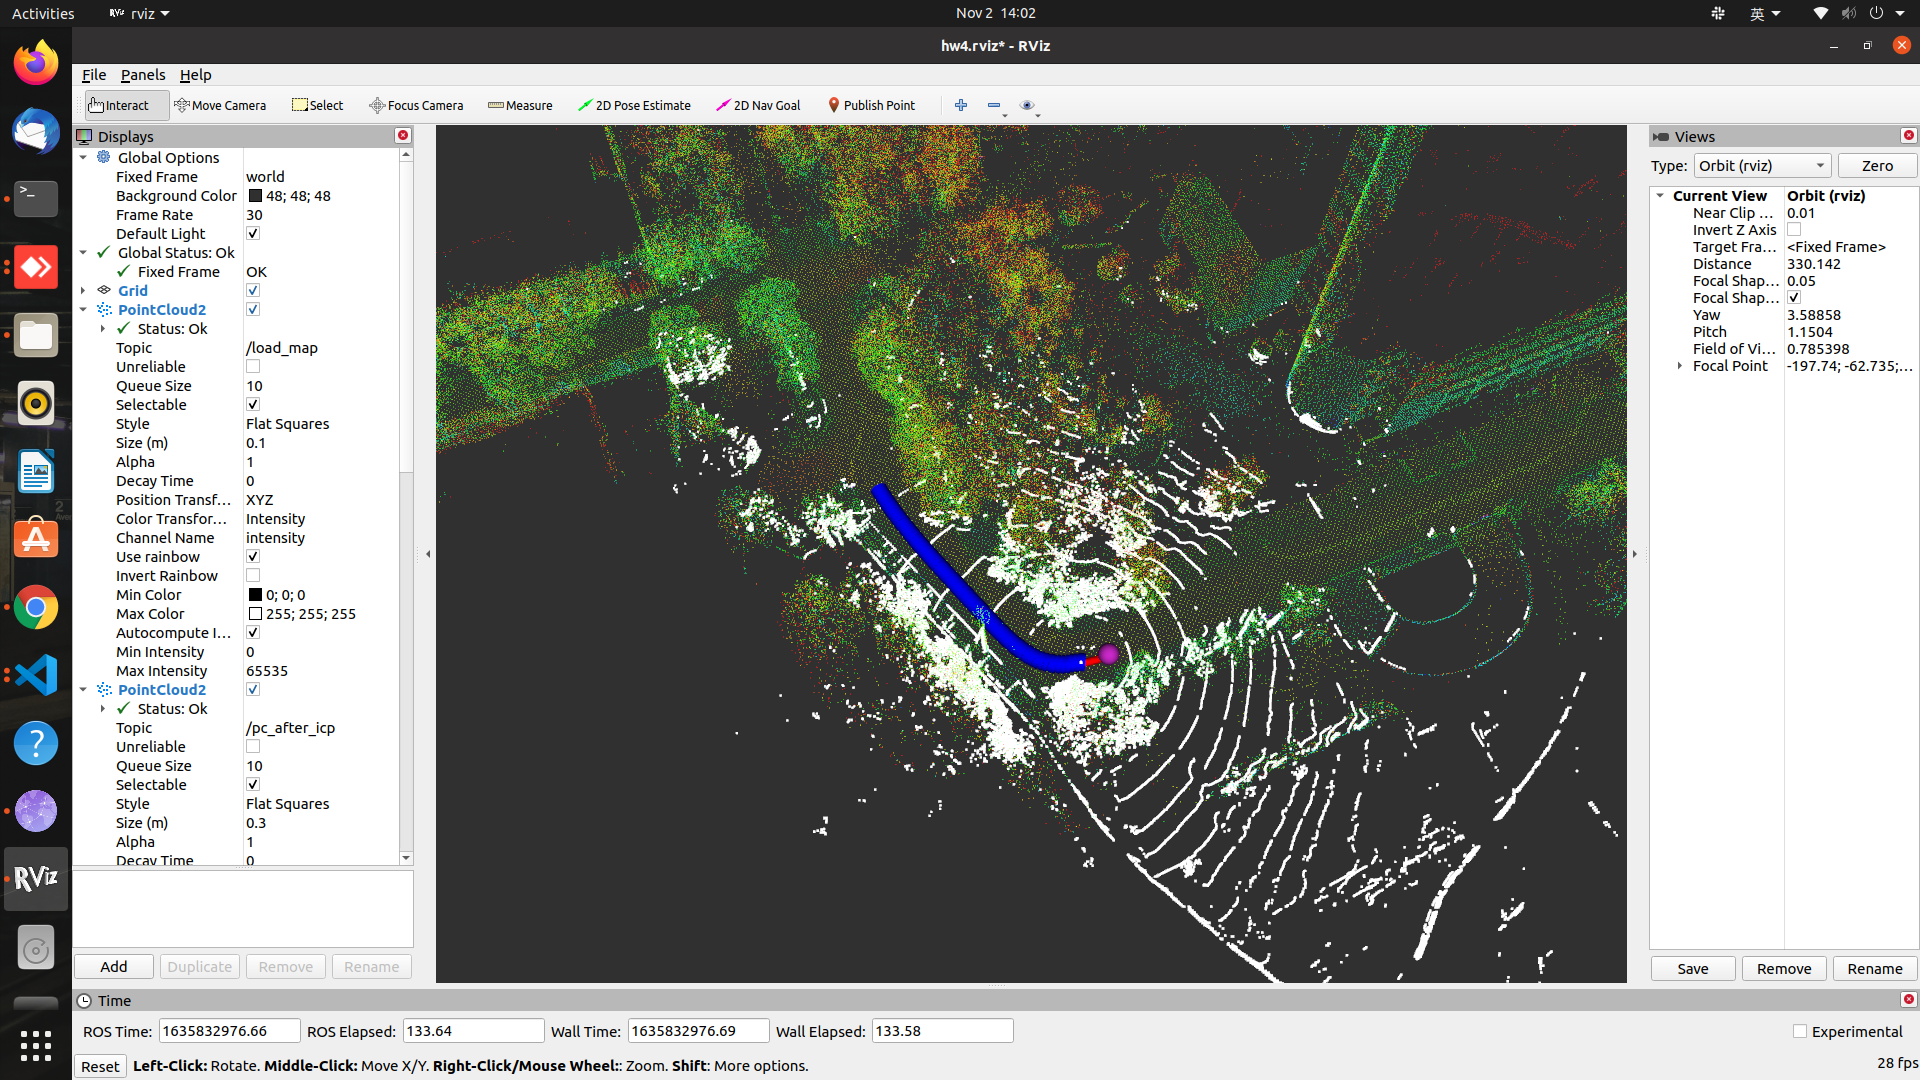 Activities
RViz rviz
Nov 2 14:02
英
hw4.rviz* - RViz
File Panels Help
Interact Move Camera Select Focus Camera Measure 2D Pose Estimate 2D Nav Goal Publish Point
Displays
Global Options
Fixed Frame world
Background Color 48; 48; 48
Frame Rate 30
Default Light
Global Status: Ok
Fixed Frame OK
Grid
PointCloud2
Status: Ok
Topic /load_map
Unreliable
Queue Size 10
Selectable
Style Flat Squares
Size (m) 0.1
Alpha 1
Decay Time 0
Position Transf... XYZ
Color Transfor... Intensity
Channel Name intensity
Use rainbow
Invert Rainbow
Min Color 0; 0; 0
Max Color 255; 255; 255
Autocompute I...
Min Intensity 0
Max Intensity 65535
PointCloud2
Status: Ok
Topic /pc_after_icp
Unreliable
Queue Size 10
Selectable
Style Flat Squares
Size (m) 0.3
Alpha 1
Decay Time 0
Add Duplicate Remove Rename
Views
Type: Orbit (rviz) Zero
Current View Orbit (rviz)
Near Clip ... 0.01
Invert Z Axis
Target Fra... <Fixed Frame>
Distance 330.142
Focal Shap... 0.05
Focal Shap...
Yaw 3.58858
Pitch 1.1504
Field of Vi... 0.785398
Focal Point -197.74; -62.735;...
Save Remove Rename
RViz
Time
ROS Time: 1635832976.66 ROS Elapsed: 133.64 Wall Time: 1635832976.69 Wall Elapsed: 133.58
Experimental
Reset Left-Click: Rotate. Middle-Click: Move X/Y. Right-Click/Mouse Wheel:: Zoom. Shift: More options.
28 fps